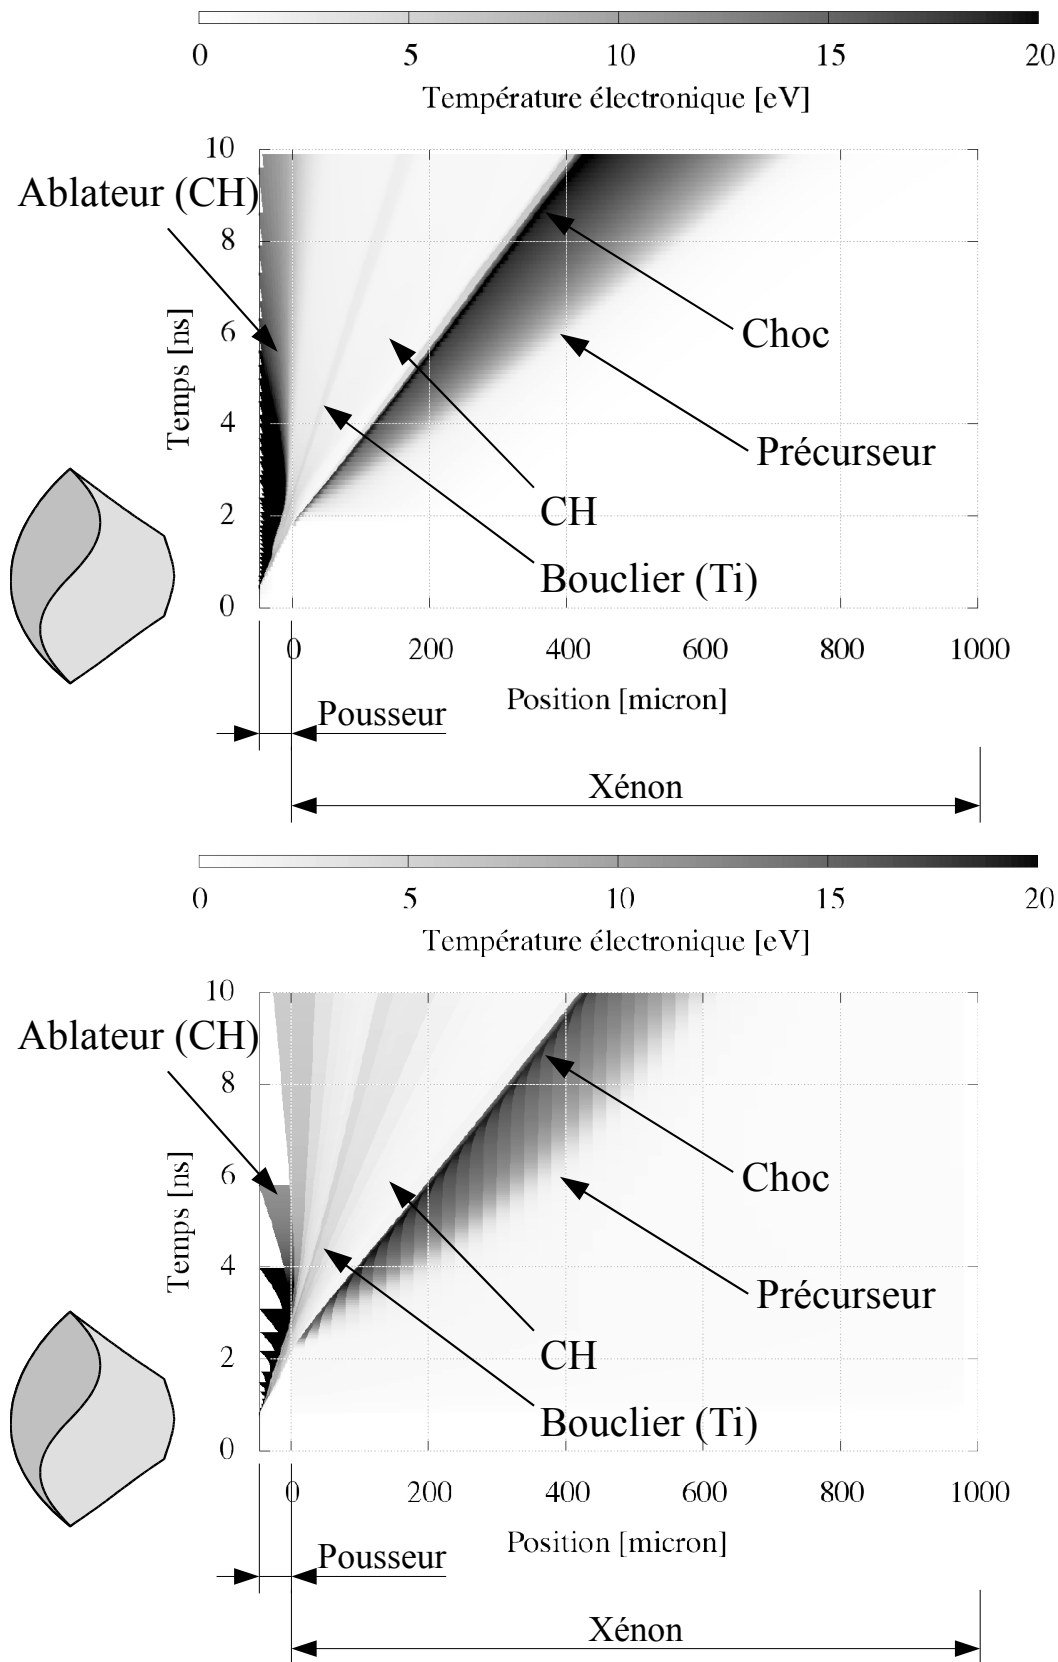 0 5 10 15 20
Température électronique [eV]
10
Ablateur (CH)
8
Temps [ns]
6
Choc
4
Précurseur
2
CH
Bouclier (Ti)
0
0 200 400 600 800 1000
Position [micron]
Pousseur
Xénon
0 5 10 15 20
Température électronique [eV]
10
Ablateur (CH)
8
Temps [ns]
6
Choc
4
Précurseur
2
CH
Bouclier (Ti)
0
0 200 400 600 800 1000
Position [micron]
Pousseur
Xénon